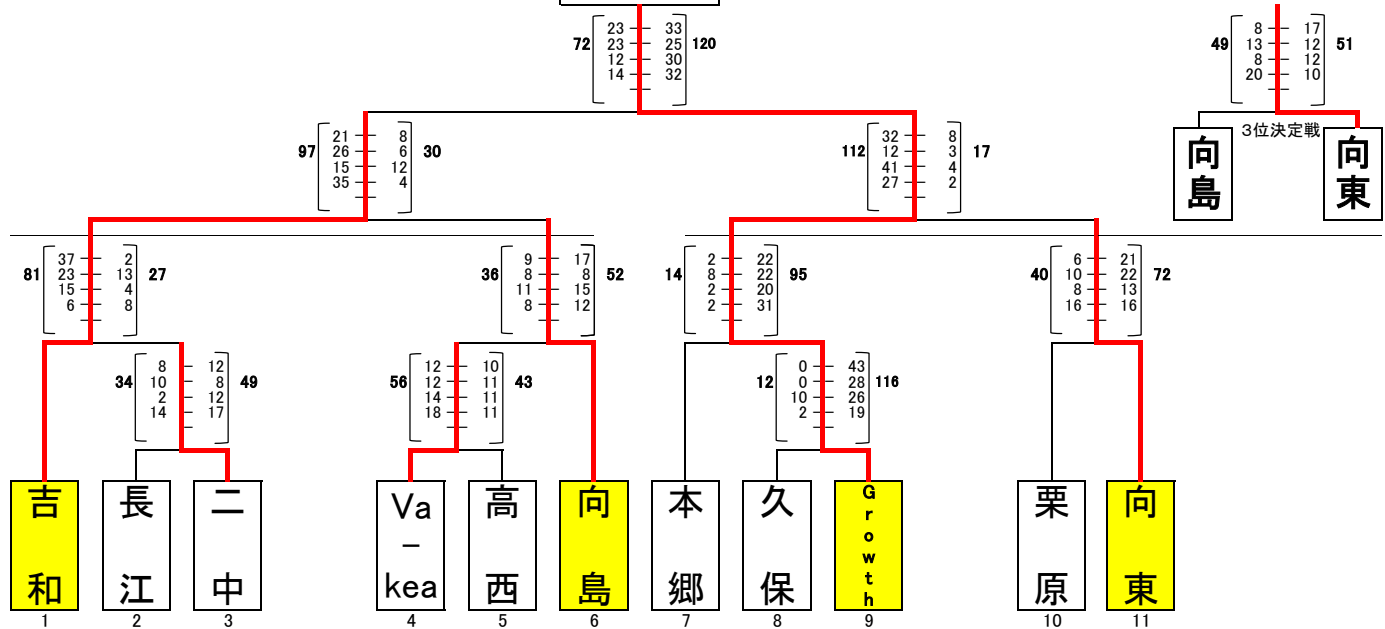 72 23 33 120
23 25
12 30
14 32
49 8 17 51
13 12
8 12
20 10
3位決定戦
向島
向東
97 21 8 30
26 6
15 12
35 4
112 32 8 17
12 3
41 4
27 2
81 37 2 27
23 13
15 4
6 8
36 9 17 52
8 8
11 15
8 12
14 2 22 95
8 22
2 20
2 31
40 6 21 72
10 22
8 13
16 16
34 8 12 49
10 8
2 12
14 17
56 12 10 43
12 11
14 11
18 11
12 0 43 116
0 28
10 26
2 19
吉和
長江
二中
Va-kea
高西
向島
本郷
久保
Growth
栗原
向東
1 2 3 4 5 6 7 8 9 10 11